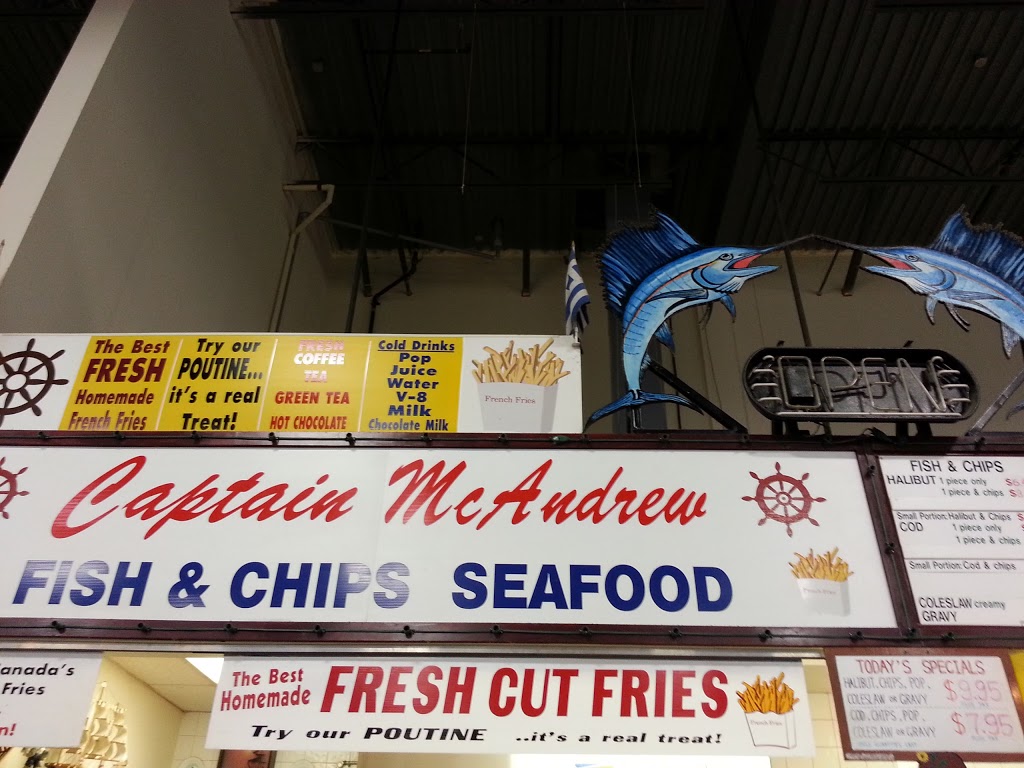 The Best
FRESH
Homemade
French Fries
Try our
POUTINE...
it's a real
Treat!
FRESH
COFFEE
TEA
GREEN TEA
HOT CHOCOLATE
Cold Drinks
Pop
Juice
Water
V-8
Milk
Chocolate Milk
French Fries
OPEN
Captain McAndrew
FISH & CHIPS SEAFOOD
French Fries
FISH & CHIPS
HALIBUT 1 piece only
1 piece & chips
Small Portion: Halibut & Chips
COD 1 piece only
1 piece & chips
Small Portion: Cod & chips
COLESLAW creamy
GRAVY
anada's
Fries
n!
The Best
Homemade
FRESH CUT FRIES
Try our POUTINE ..it's a real treat!
French Fries
TODAY'S SPECIALS
HALIBUT. CHIPS. POP.
COLESLAW OR GRAVY
$9.95
COD. CHIPS. POP.
COLESLAW OR GRAVY
$7.95